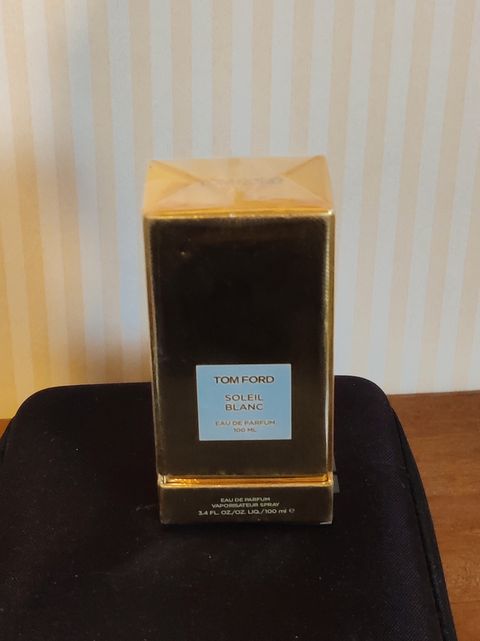 TOM FORD
SOLEIL
BLANC
EAU DE PARFUM
100 ML
EAU DE PARFUM
VAPORISATEUR SPRAY
3.4 FL. OZ./OZ. LIQ./100 ml ℮